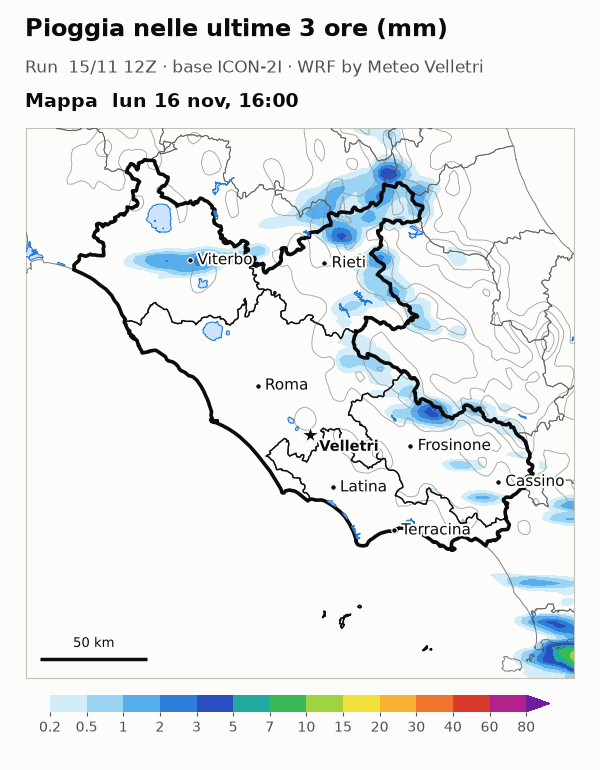 Pioggia nelle ultime 3 ore (mm)
Run 15/11 12Z · base ICON-2I · WRF by Meteo Velletri
Mappa lun 16 nov, 16:00
Viterbo
Rieti
Roma
Velletri
Frosinone
Latina
Cassino
Terracina
50 km
0.2 0.5 1 2 3 5 7 10 15 20 30 40 60 80